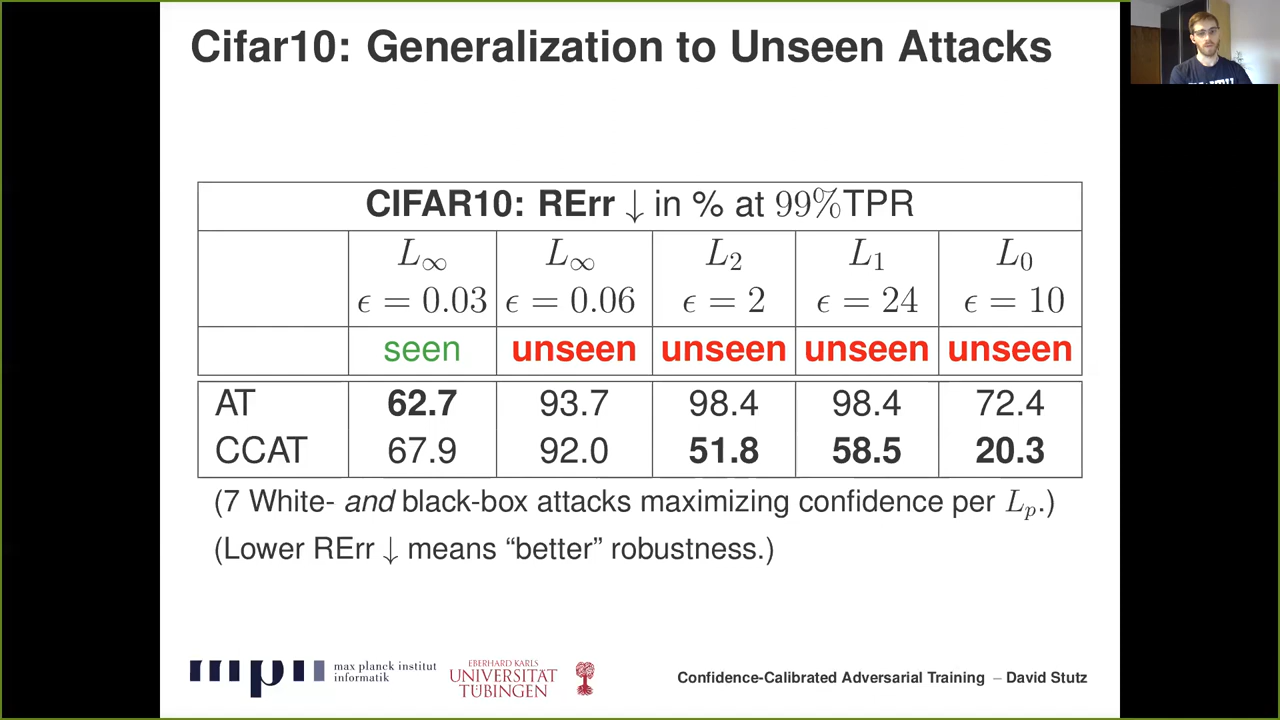 Cifar10: Generalization to Unseen Attacks
CIFAR10: RErr ↓ in % at 99%TPR
L∞ L∞ L2 L1 L0
ϵ = 0.03 ϵ = 0.06 ϵ = 2 ϵ = 24 ϵ = 10
seen unseen unseen unseen unseen
AT 62.7 93.7 98.4 98.4 72.4
CCAT 67.9 92.0 51.8 58.5 20.3
(7 White- and black-box attacks maximizing confidence per Lp.)
(Lower RErr ↓ means “better” robustness.)
max planck institut
informatik
EBERHARD KARLS
UNIVERSITÄT
TÜBINGEN
Confidence-Calibrated Adversarial Training – David Stutz